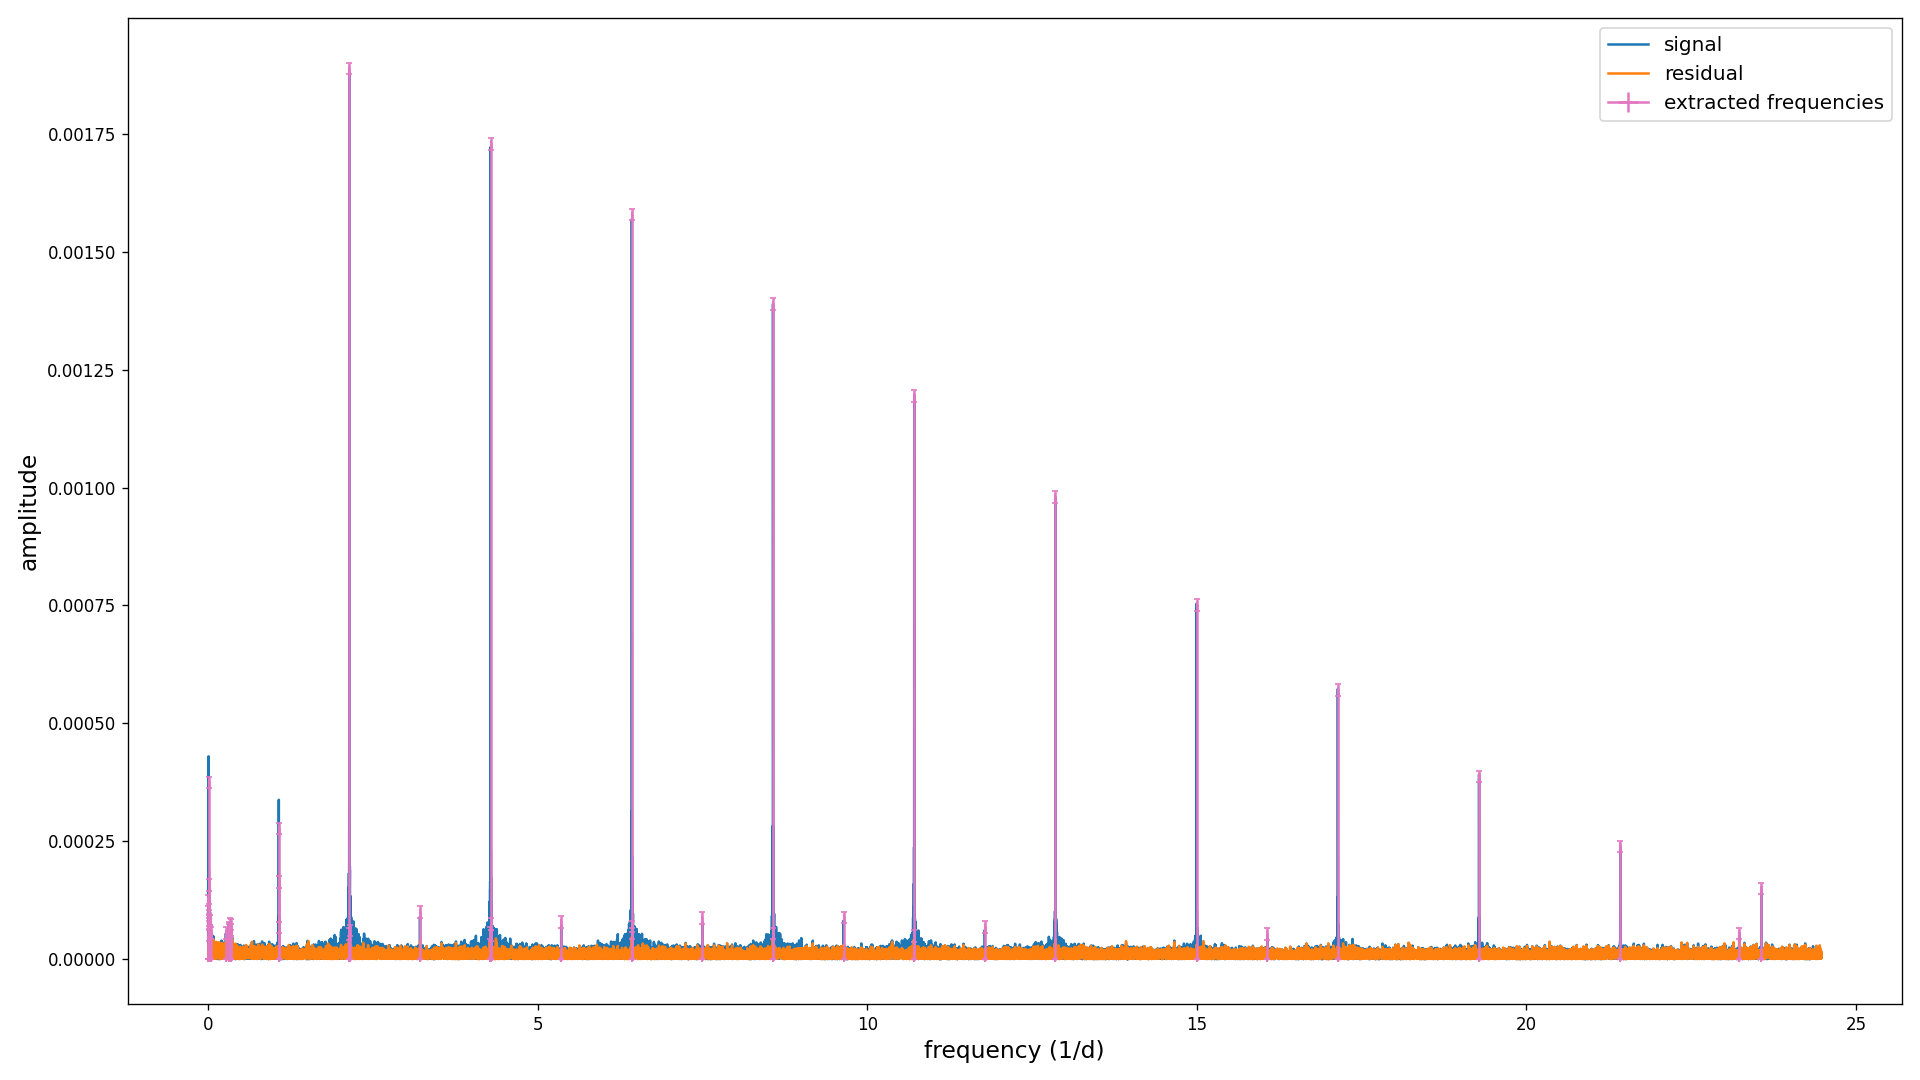 signal
residual
extracted frequencies
amplitude
0.00175
0.00150
0.00125
0.00100
0.00075
0.00050
0.00025
0.00000
0 5 10 15 20 25
frequency (1/d)